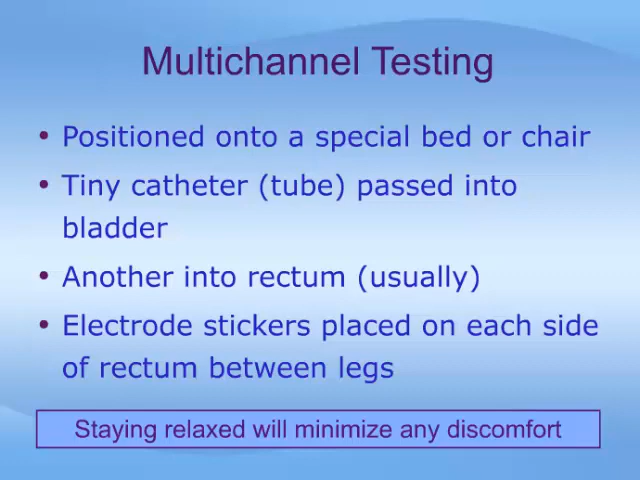 Multichannel Testing
• Positioned onto a special bed or chair
• Tiny catheter (tube) passed into
bladder
• Another into rectum (usually)
• Electrode stickers placed on each side
of rectum between legs
Staying relaxed will minimize any discomfort